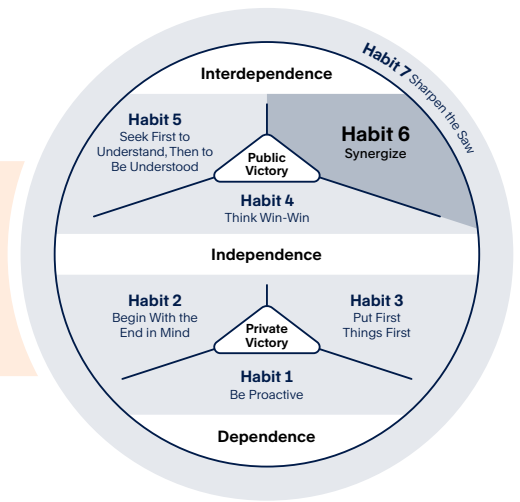 Interdependence
Habit 7 Sharpen the Saw
Habit 5
Seek First to
Understand, Then to
Be Understood
Habit 6
Synergize
Public
Victory
Habit 4
Think Win-Win
Independence
Habit 2
Begin With the
End in Mind
Habit 3
Put First
Things First
Private
Victory
Habit 1
Be Proactive
Dependence